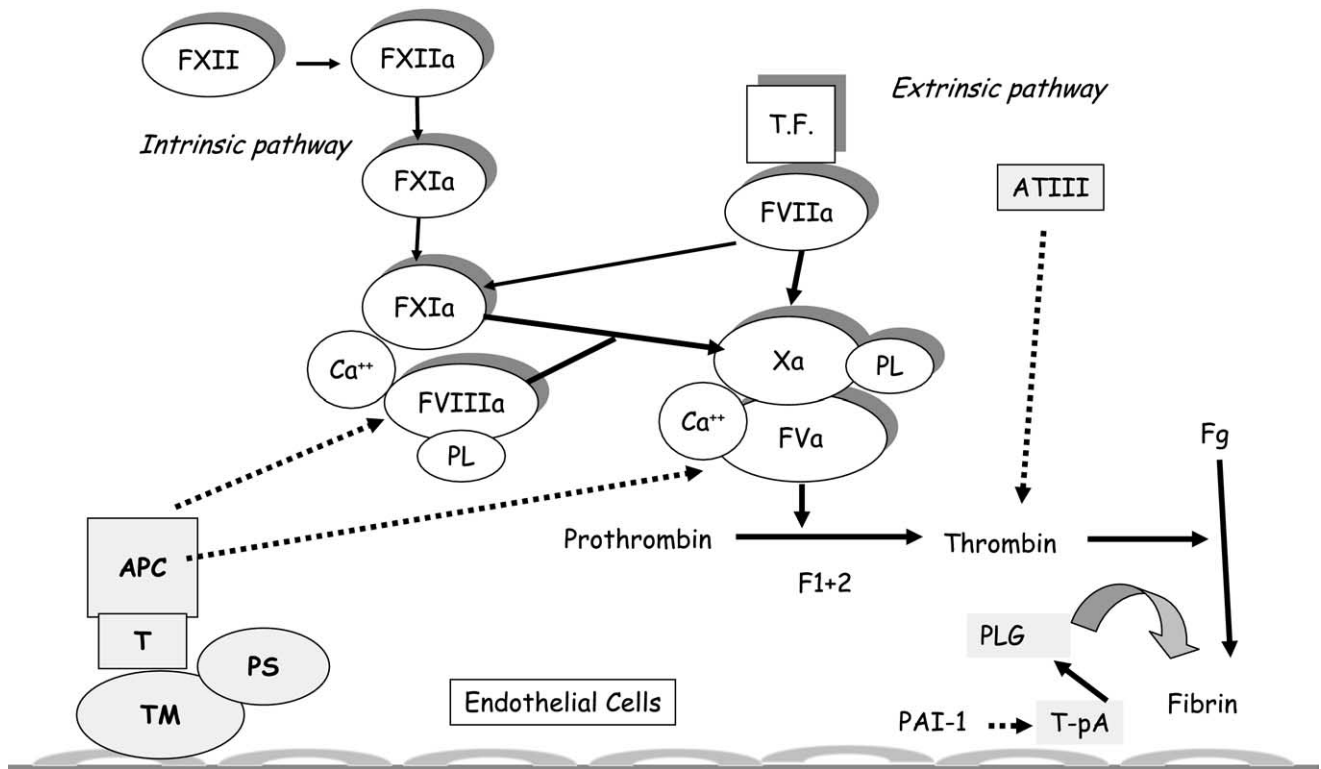 FXII
FXIIa
Extrinsic pathway
T.F.
Intrinsic pathway
FXIa
ATIII
FVIIa
FXIa
Ca++
Xa
PL
FVIIIa
Ca++
FVa
PL
Fg
Prothrombin
Thrombin
APC
F1+2
T
PLG
PS
TM
Endothelial Cells
PAI-1
T-pA
Fibrin